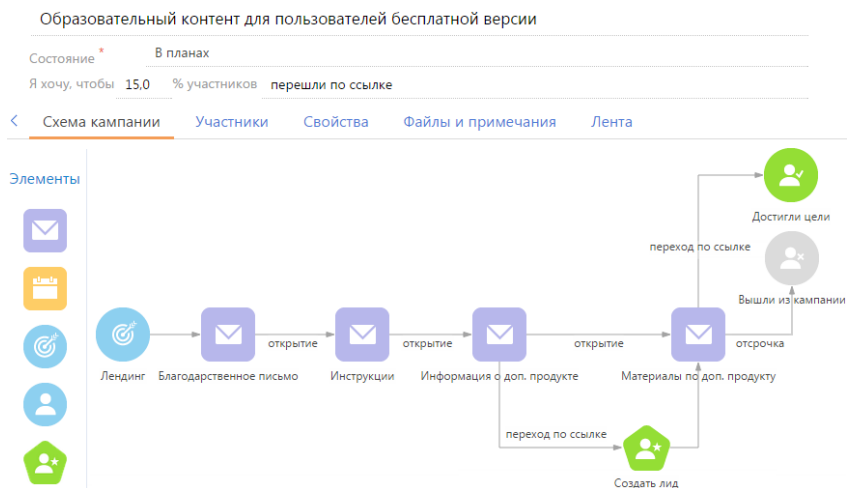 Образовательный контент для пользователей бесплатной версии
Состояние * В планах
Я хочу, чтобы 15,0 % участников перешли по ссылке
Схема кампании Участники Свойства Файлы и примечания Лента
Элементы
Достигли цели
переход по ссылке
Вышли из кампании
открытие открытие открытие отсрочка
Лендинг Благодарственное письмо Инструкции Информация о доп. продукте Материалы по доп. продукту
переход по ссылке
Создать лид